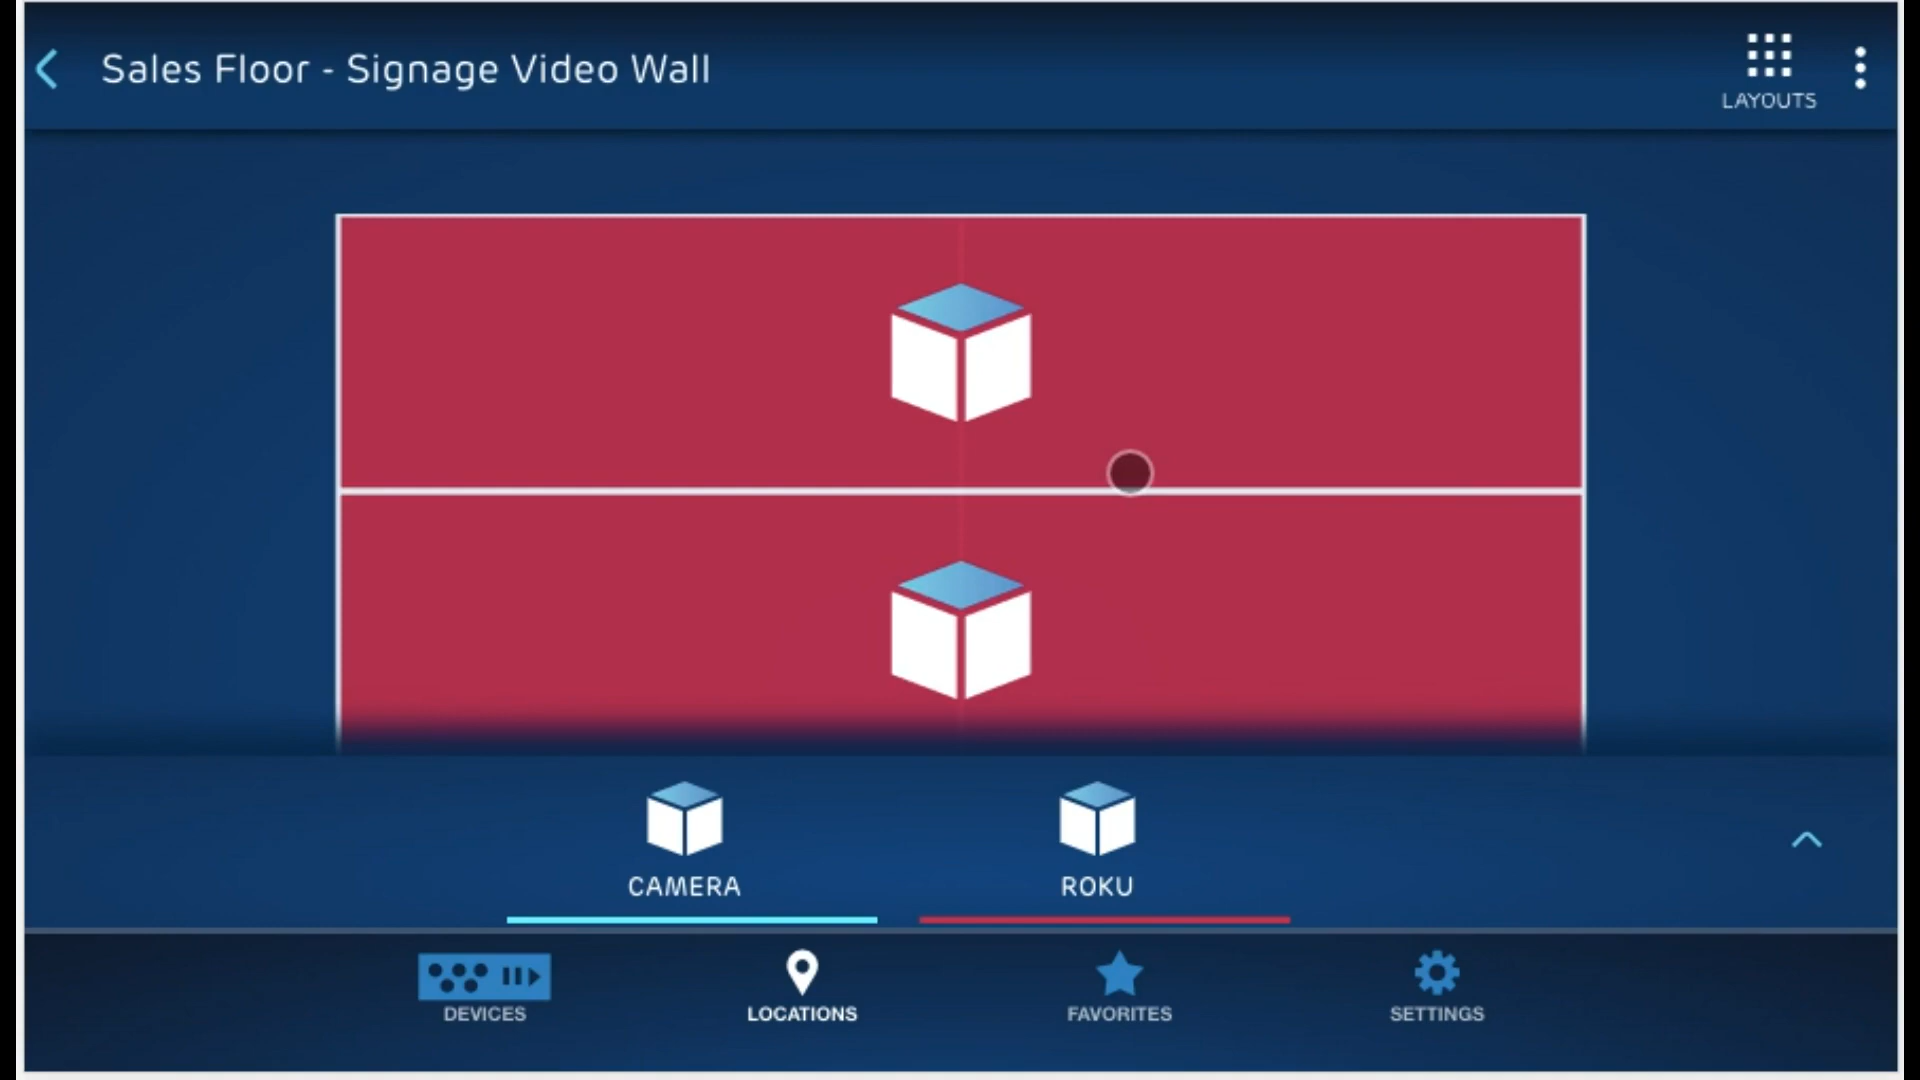 Sales Floor - Signage Video Wall
LAYOUTS
CAMERA
ROKU
DEVICES
LOCATIONS
FAVORITES
SETTINGS